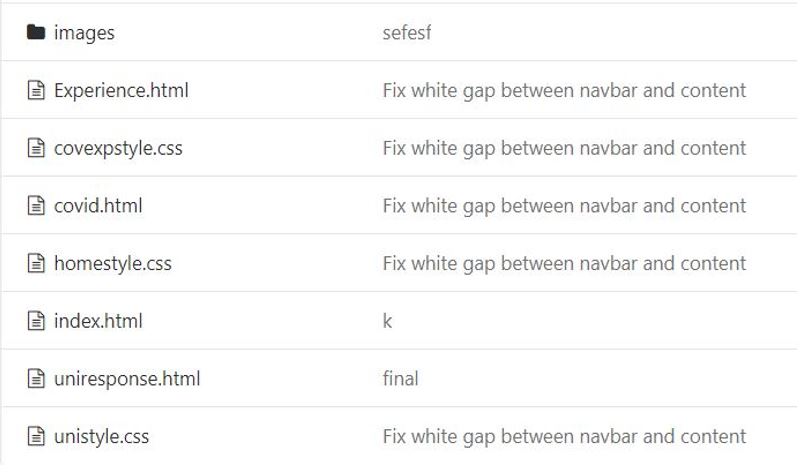 images sefesf
Experience.html Fix white gap between navbar and content
covexpstyle.css Fix white gap between navbar and content
covid.html Fix white gap between navbar and content
homestyle.css Fix white gap between navbar and content
index.html k
uniresponse.html final
unistyle.css Fix white gap between navbar and content